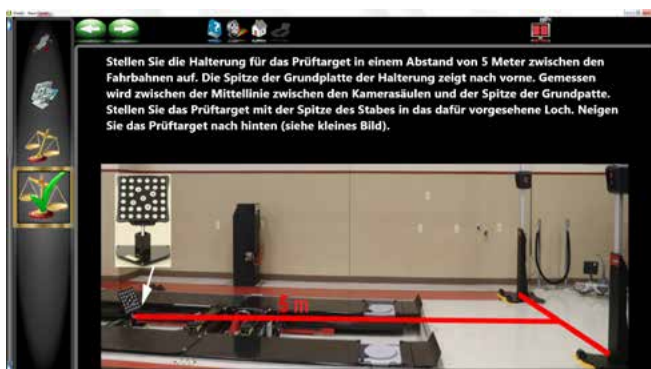 Stellen Sie die Halterung für das Prüftarget in einem Abstand von 5 Meter zwischen den
Fahrbahnen auf. Die Spitze der Grundplatte der Halterung zeigt nach vorne. Gemessen
wird zwischen der Mittellinie zwischen den Kamerasäulen und der Spitze der Grundpatte.
Stellen Sie das Prüftarget mit der Spitze des Stabes in das dafür vorgesehene Loch. Neigen
Sie das Prüftarget nach hinten (siehe kleines Bild).
5 m